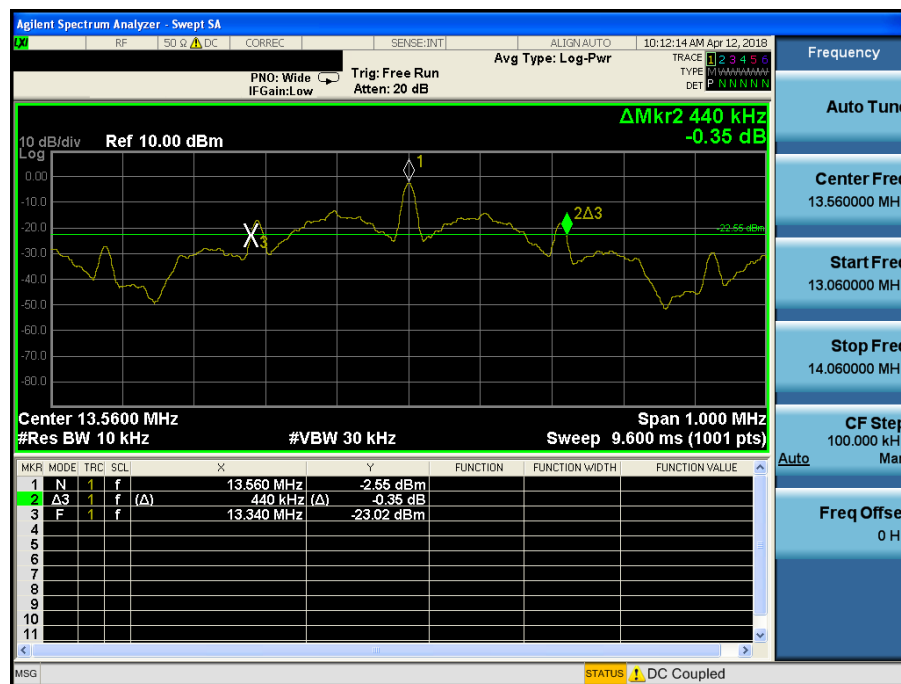 Agilent Spectrum Analyzer - Swept SA
LXI RF 50 Ω DC CORREC SENSE:INT ALIGN AUTO 10:12:14 AM Apr 12, 2018
Frequency
Avg Type: Log-Pwr
TRACE 1 2 3 4 5 6
PNO: Wide Trig: Free Run
TYPE M W W W W W
IFGain:Low Atten: 20 dB
DET P N N N N N
Auto Tune
ΔMkr2 440 kHz
-0.35 dB
10 dB/div Ref 10.00 dBm
Log
0.00
-10.0
-20.0
-30.0
-40.0
-50.0
-60.0
-70.0
-80.0
1
2Δ3
3
-22.55 dBm
Center Freq
13.560000 MH
Start Freq
13.060000 MH
Stop Freq
14.060000 MH
Center 13.5600 MHz Span 1.000 MHz
#Res BW 10 kHz #VBW 30 kHz Sweep 9.600 ms (1001 pts)
CF Step
100.000 kH
Auto Man
Freq Offse
0 H
MKR MODE TRC SCL X Y FUNCTION FUNCTION WIDTH FUNCTION VALUE
1 N 1 f 13.560 MHz -2.55 dBm
2 Δ3 1 f (Δ) 440 kHz (Δ) -0.35 dB
3 F 1 f 13.340 MHz -23.02 dBm
4
5
6
7
8
9
10
11
MSG STATUS DC Coupled